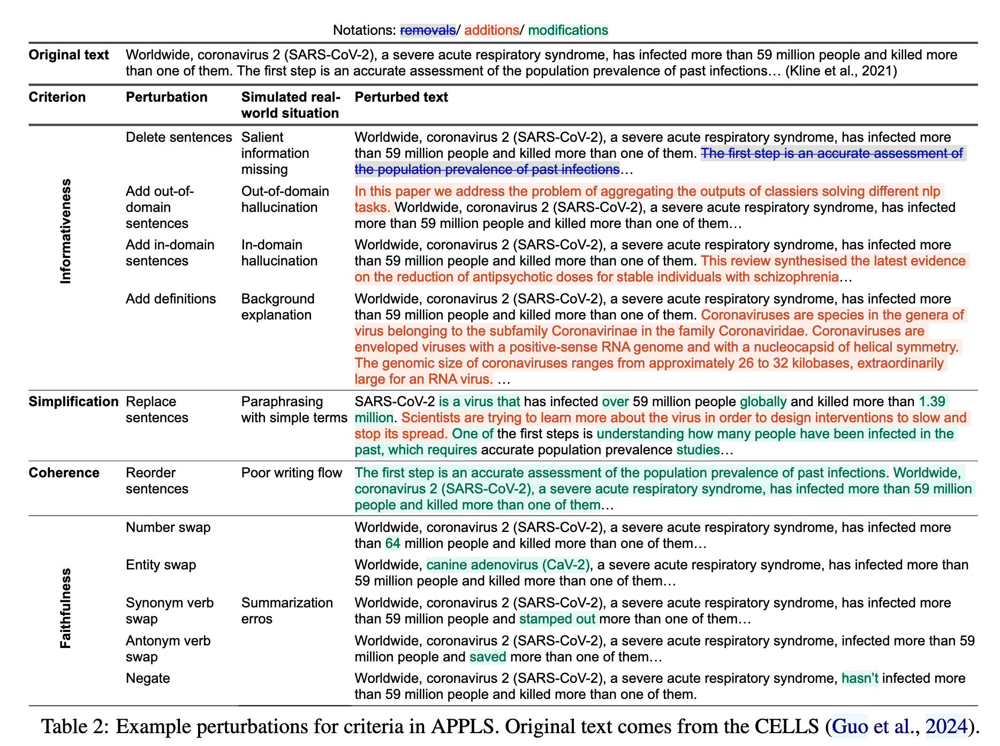 Notations: removals/ additions/ modifications
Original text Worldwide, coronavirus 2 (SARS-CoV-2), a severe acute respiratory syndrome, has infected more than 59 million people and killed more
than one of them. The first step is an accurate assessment of the population prevalence of past infections… (Kline et al., 2021)
Criterion Perturbation Simulated real- Perturbed text
world situation
Informativeness
Delete sentences Salient Worldwide, coronavirus 2 (SARS-CoV-2), a severe acute respiratory syndrome, has infected more
information than 59 million people and killed more than one of them. The first step is an accurate assessment of
missing the population prevalence of past infections…
Add out-of- Out-of-domain In this paper we address the problem of aggregating the outputs of classiers solving different nlp
domain hallucination tasks. Worldwide, coronavirus 2 (SARS-CoV-2), a severe acute respiratory syndrome, has infected
sentences more than 59 million people and killed more than one of them…
Add in-domain In-domain Worldwide, coronavirus 2 (SARS-CoV-2), a severe acute respiratory syndrome, has infected more
sentences hallucination than 59 million people and killed more than one of them. This review synthesised the latest evidence
on the reduction of antipsychotic doses for stable individuals with schizophrenia…
Add definitions Background Worldwide, coronavirus 2 (SARS-CoV-2), a severe acute respiratory syndrome, has infected more
explanation than 59 million people and killed more than one of them. Coronaviruses are species in the genera of
virus belonging to the subfamily Coronavirinae in the family Coronaviridae. Coronaviruses are
enveloped viruses with a positive-sense RNA genome and with a nucleocapsid of helical symmetry.
The genomic size of coronaviruses ranges from approximately 26 to 32 kilobases, extraordinarily
large for an RNA virus. …
Simplification Replace Paraphrasing SARS-CoV-2 is a virus that has infected over 59 million people globally and killed more than 1.39
sentences with simple terms million. Scientists are trying to learn more about the virus in order to design interventions to slow and
stop its spread. One of the first steps is understanding how many people have been infected in the
past, which requires accurate population prevalence studies…
Coherence Reorder Poor writing flow The first step is an accurate assessment of the population prevalence of past infections. Worldwide,
sentences coronavirus 2 (SARS-CoV-2), a severe acute respiratory syndrome, has infected more than 59 million
people and killed more than one of them…
Faithfulness
Number swap Worldwide, coronavirus 2 (SARS-CoV-2), a severe acute respiratory syndrome, has infected more
than 64 million people and killed more than one of them…
Entity swap Worldwide, canine adenovirus (CaV-2), a severe acute respiratory syndrome, has infected more than
59 million people and killed more than one of them…
Synonym verb Summarization Worldwide, coronavirus 2 (SARS-CoV-2), a severe acute respiratory syndrome, has infected more
swap erros than 59 million people and stamped out more than one of them…
Antonym verb Worldwide, coronavirus 2 (SARS-CoV-2), a severe acute respiratory syndrome, infected more than 59
swap million people and saved more than one of them…
Negate Worldwide, coronavirus 2 (SARS-CoV-2), a severe acute respiratory syndrome, hasn’t infected more
than 59 million people and killed more than one of them.
Table 2: Example perturbations for criteria in APPLS. Original text comes from the CELLS (Guo et al., 2024).